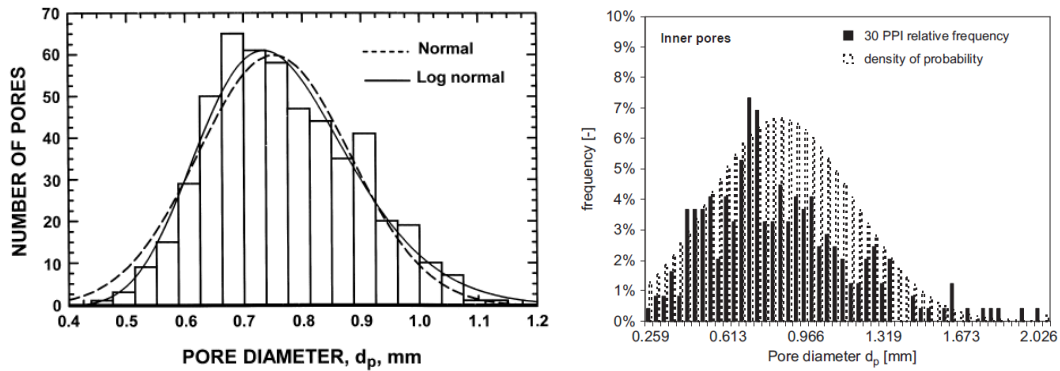 70
60
50
40
30
20
10
0
NUMBER OF PORES
Normal
Log normal
0.4 0.5 0.6 0.7 0.8 0.9 1.0 1.1 1.2
PORE DIAMETER, dp, mm
10%
9%
8%
7%
6%
5%
4%
3%
2%
1%
0%
frequency [-]
Inner pores
30 PPI relative frequency
density of probability
0.259 0.613 0.966 1.319 1.673 2.026
Pore diameter dp [mm]